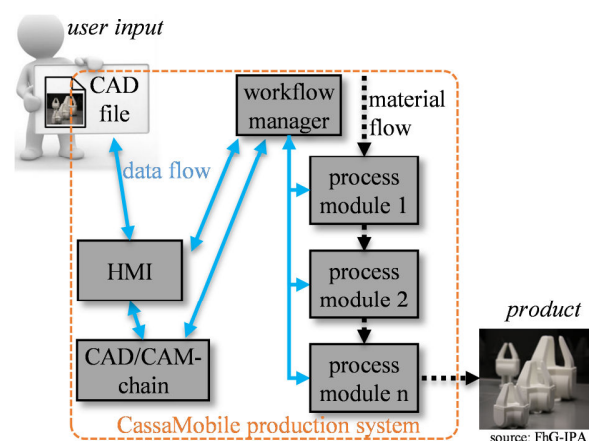 user input
CAD
file
workflow
manager
material
flow
data flow
process
module 1
HMI
process
module 2
product
CAD/CAM-
chain
process
module n
CassaMobile production system
source: FhG-IPA